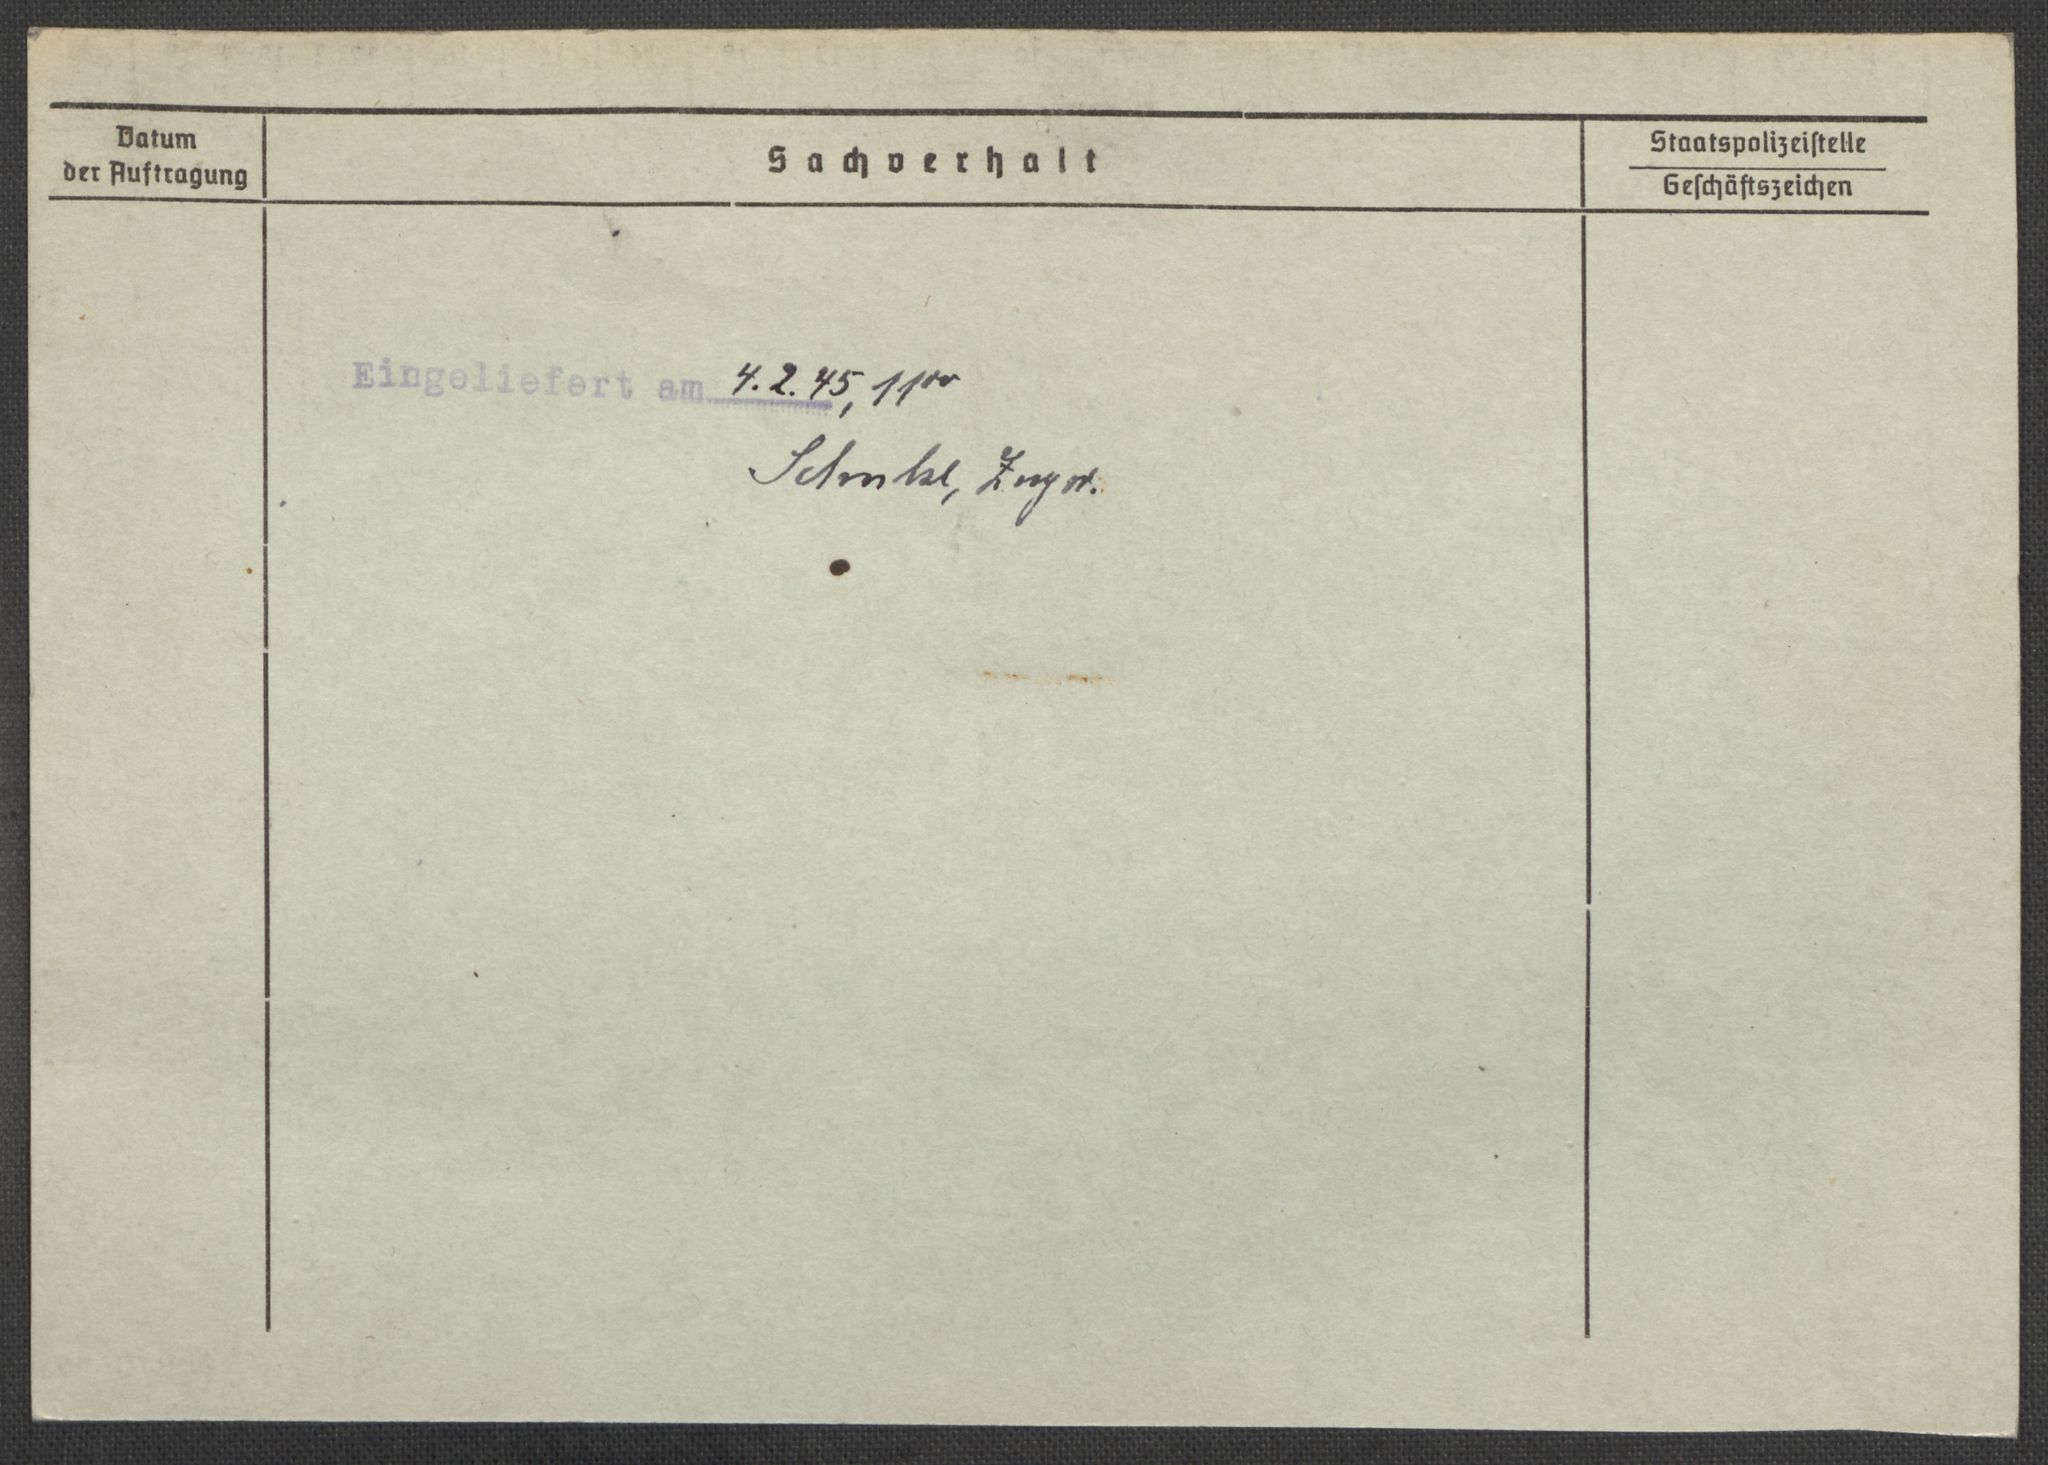 Datum
der Auftragung
Sachverhalt
Staatspolizeistelle
Geschäftszeichen
Eingeliefert am 4.2.45, 11⁰⁰